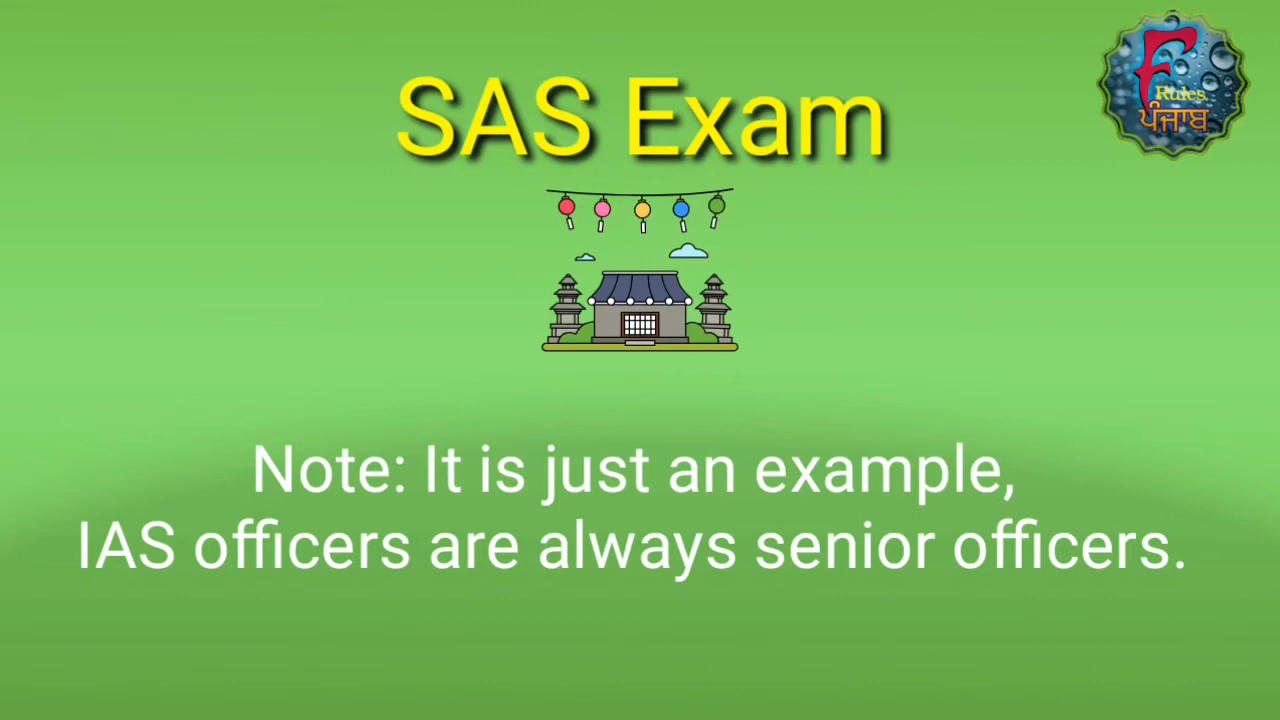 SAS Exam
F
Rules
ਪੰਜਾਬ
Note: It is just an example,
IAS officers are always senior officers.